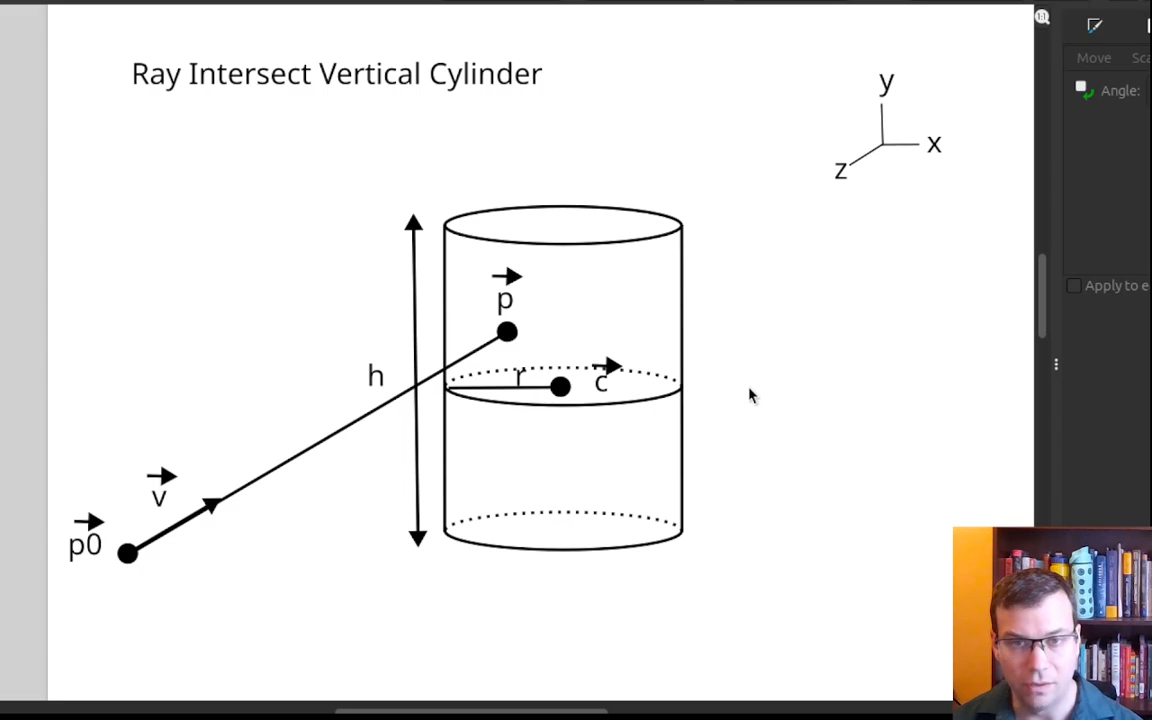 Ray Intersect Vertical Cylinder
y
x
z
p
h
r
c
v
p0
Move
Angle:
Apply to